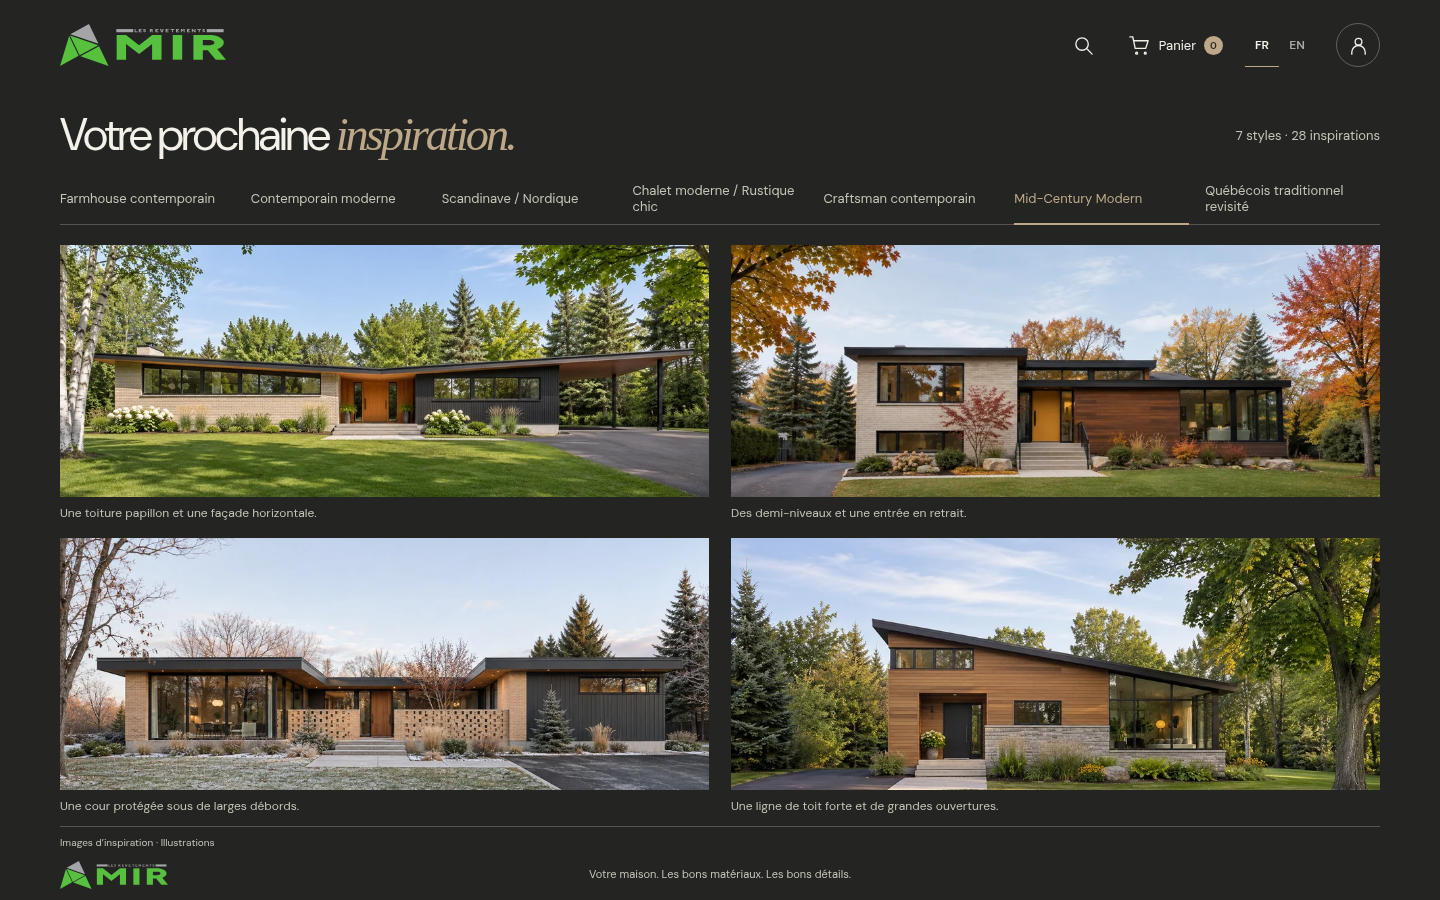 LES REVÊTEMENTS
MIR
Panier 0
FR EN
Votre prochaine inspiration.
7 styles · 28 inspirations
Farmhouse contemporain
Contemporain moderne
Scandinave / Nordique
Chalet moderne / Rustique
chic
Craftsman contemporain
Mid-Century Modern
Québécois traditionnel
revisité
Une toiture papillon et une façade horizontale.
Des demi-niveaux et une entrée en retrait.
Une cour protégée sous de larges débords.
Une ligne de toit forte et de grandes ouvertures.
Images d'inspiration · Illustrations
LES REVÊTEMENTS
MIR
Votre maison. Les bons matériaux. Les bons détails.